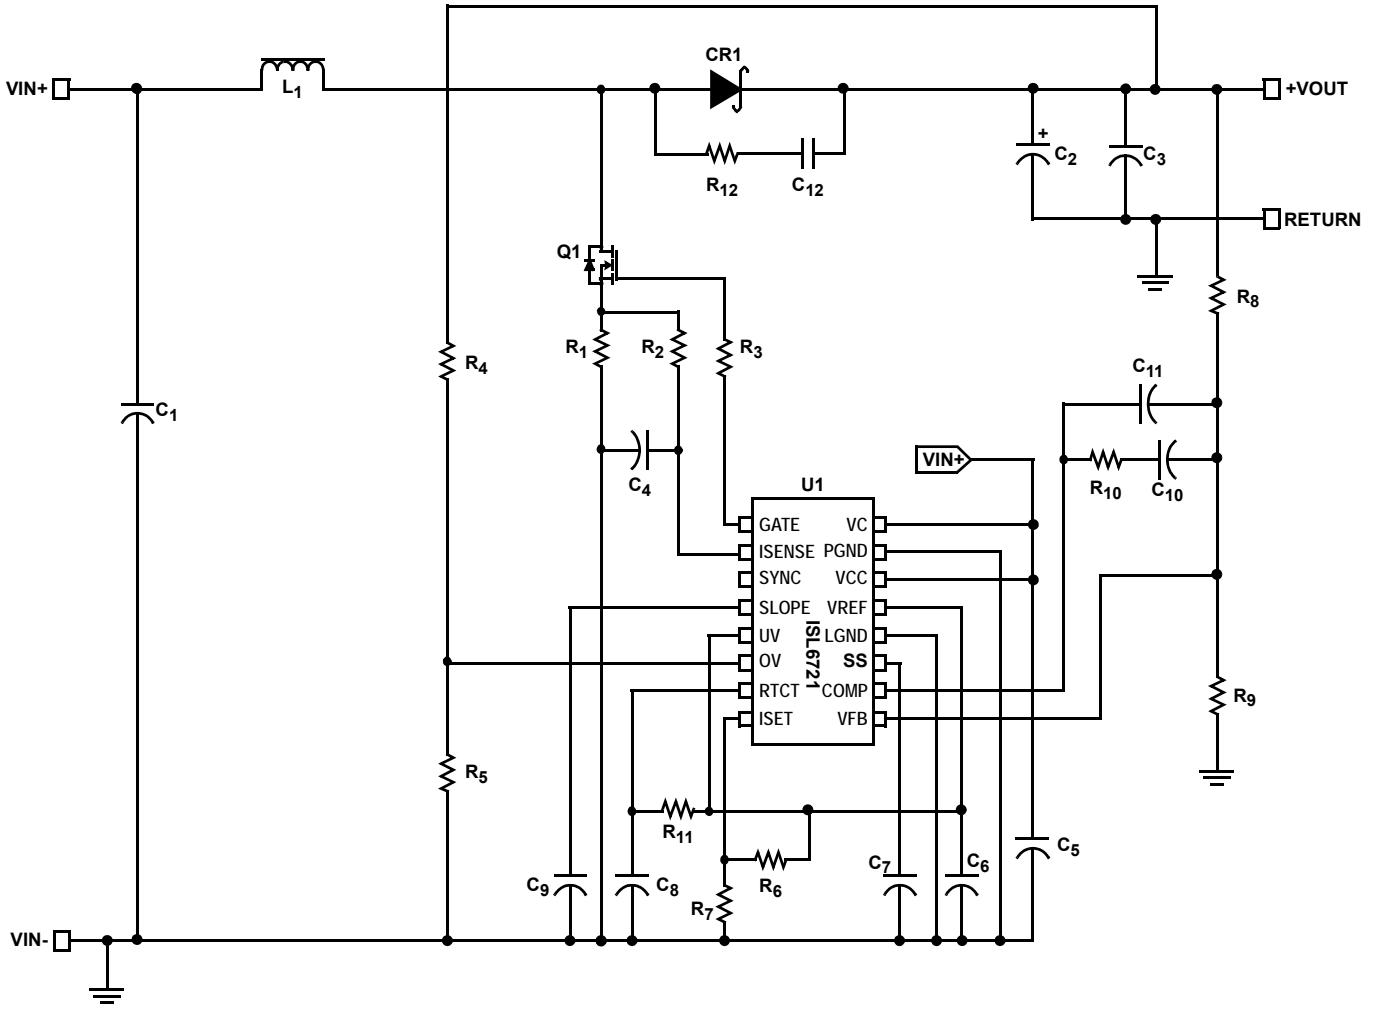 CR1
VIN+
L1
+VOUT
+
C2
C3
R12
C12
RETURN
Q1
R8
R1
R2
R3
R4
C11
C1
VIN+
C4
R10
C10
U1
GATE
VC
ISENSE
PGND
SYNC
VCC
SLOPE
VREF
UV
LGND
OV
SS
RTCT
COMP
ISET
VFB
ISL6721
R9
R5
R11
C5
C9
C8
R6
C7
C6
R7
VIN-